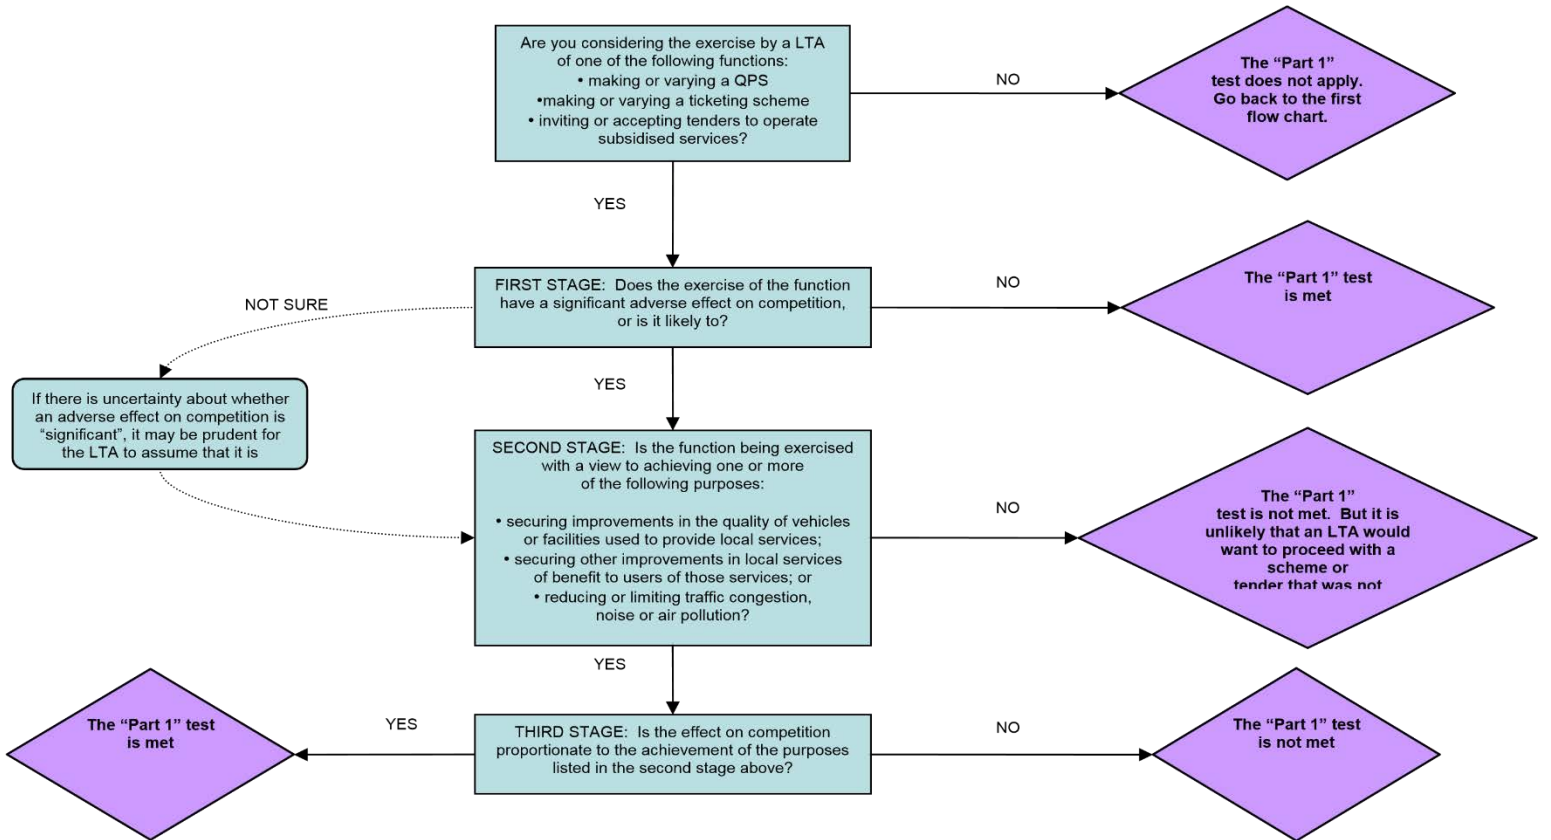 Are you considering the exercise by a LTA
of one of the following functions:
• making or varying a QPS
•making or varying a ticketing scheme
• inviting or accepting tenders to operate
subsidised services?
NO
The “Part 1”
test does not apply.
Go back to the first
flow chart.
YES
FIRST STAGE:  Does the exercise of the function
have a significant adverse effect on competition,
or is it likely to?
NO
The “Part 1” test
is met
NOT SURE
If there is uncertainty about whether
an adverse effect on competition is
“significant”, it may be prudent for
the LTA to assume that it is
YES
SECOND STAGE:  Is the function being exercised
with a view to achieving one or more
of the following purposes:
• securing improvements in the quality of vehicles
or facilities used to provide local services;
• securing other improvements in local services
of benefit to users of those services; or
• reducing or limiting traffic congestion,
noise or air pollution?
NO
The “Part 1”
test is not met.  But it is
unlikely that an LTA would
want to proceed with a
scheme or
tender that was not
YES
THIRD STAGE:  Is the effect on competition
proportionate to the achievement of the purposes
listed in the second stage above?
YES
The “Part 1” test
is met
NO
The “Part 1” test
is not met